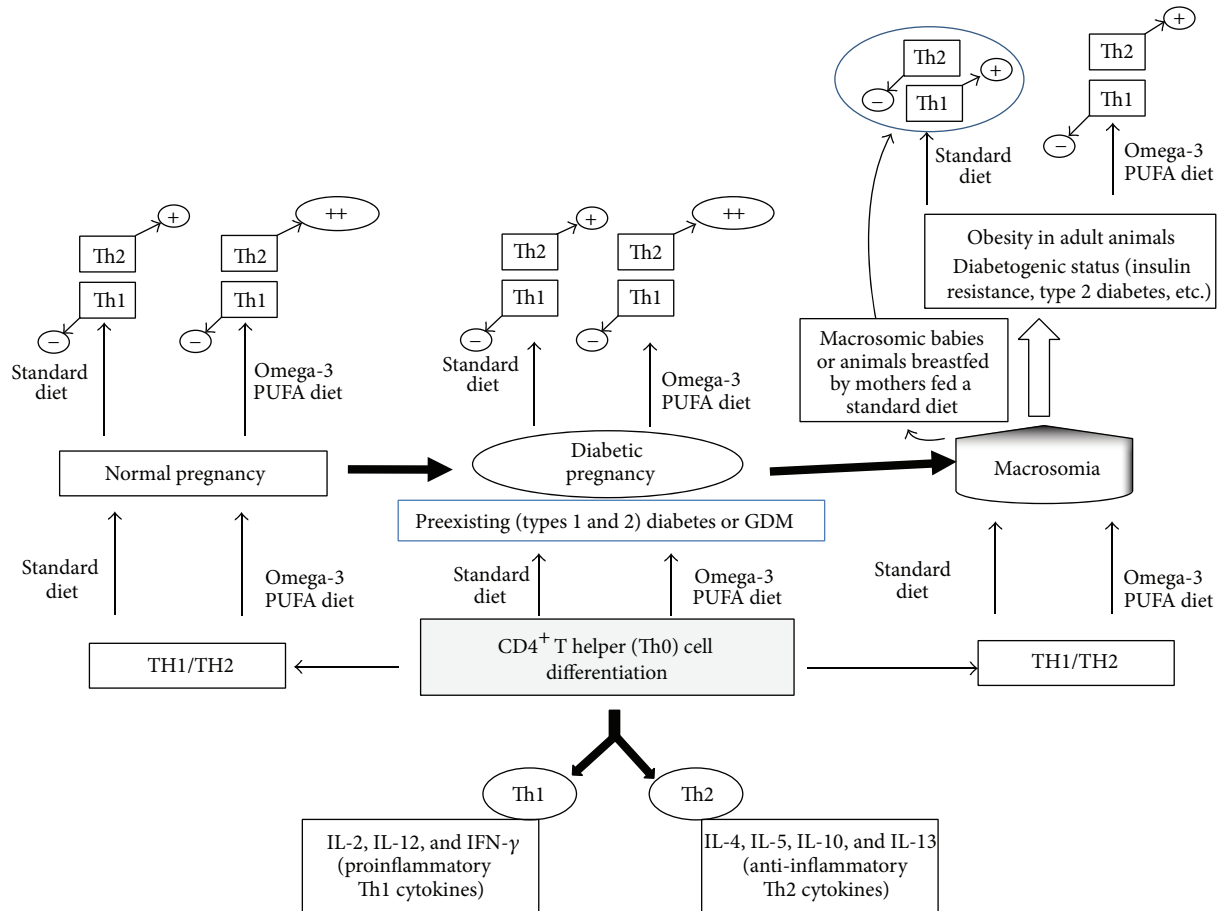 Th2
+
−
Th1
+
Th2
+
Th1
−
Standard
diet
Omega-3
PUFA diet
Th2
+
Th1
−
Standard
diet
Th2
++
Th1
−
Omega-3
PUFA diet
Th2
+
Th1
−
Standard
diet
Th2
++
Th1
−
Omega-3
PUFA diet
Obesity in adult animals
Diabetogenic status (insulin
resistance, type 2 diabetes, etc.)
Macrosomic babies
or animals breastfed
by mothers fed a
standard diet
Normal pregnancy
Diabetic
pregnancy
Macrosomia
Preexisting (types 1 and 2) diabetes or GDM
Standard
diet
Omega-3
PUFA diet
Standard
diet
Omega-3
PUFA diet
Standard
diet
Omega-3
PUFA diet
TH1/TH2
CD4⁺ T helper (Th0) cell
differentiation
TH1/TH2
Th1
Th2
IL-2, IL-12, and IFN-γ
(proinflammatory
Th1 cytokines)
IL-4, IL-5, IL-10, and IL-13
(anti-inflammatory
Th2 cytokines)